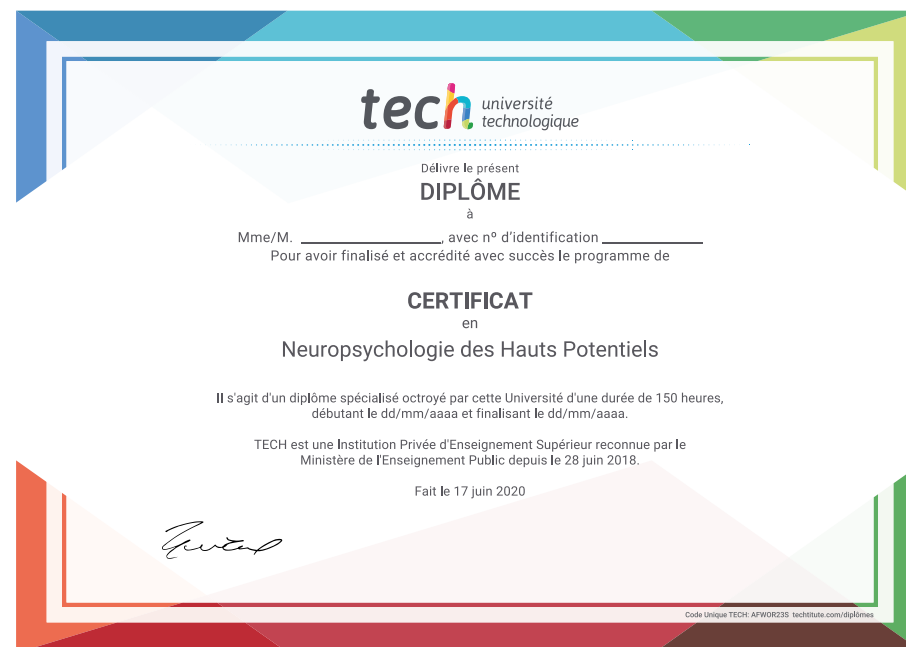 tech université
technologique
Délivre le présent
DIPLÔME
à
Mme/M. ____________________, avec nº d'identification ______________
Pour avoir finalisé et accrédité avec succès le programme de
CERTIFICAT
en
Neuropsychologie des Hauts Potentiels
Il s'agit d'un diplôme spécialisé octroyé par cette Université d'une durée de 150 heures,
débutant le dd/mm/aaaa et finalisant le dd/mm/aaaa.
TECH est une Institution Privée d'Enseignement Supérieur reconnue par le
Ministère de l'Enseignement Public depuis le 28 juin 2018.
Fait le 17 juin 2020
Code Unique TECH: AFWOR23S techtitute.com/diplômes